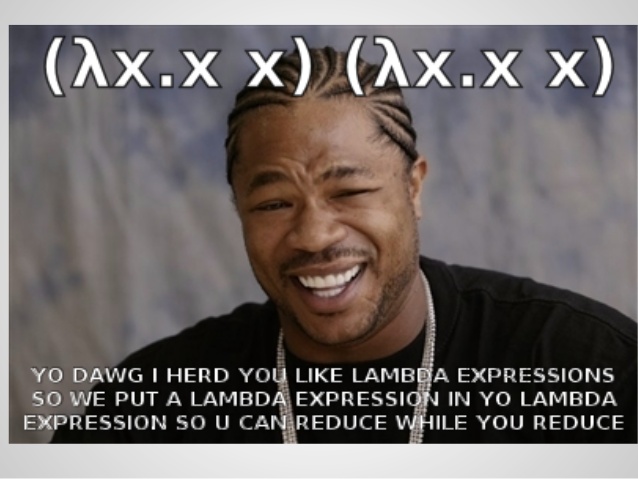 (λx.x x) (λx.x x)
YO DAWG I HERD YOU LIKE LAMBDA EXPRESSIONS
SO WE PUT A LAMBDA EXPRESSION IN YO LAMBDA
EXPRESSION SO U CAN REDUCE WHILE YOU REDUCE